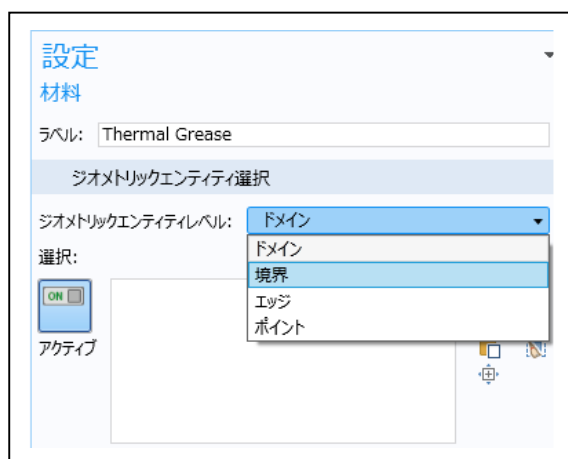 設定
材料
ラベル: Thermal Grease
ジオメトリックエンティティ選択
ジオメトリックエンティティレベル: ドメイン
ドメイン
選択:
境界
ON
エッジ
ポイント
アクティブ